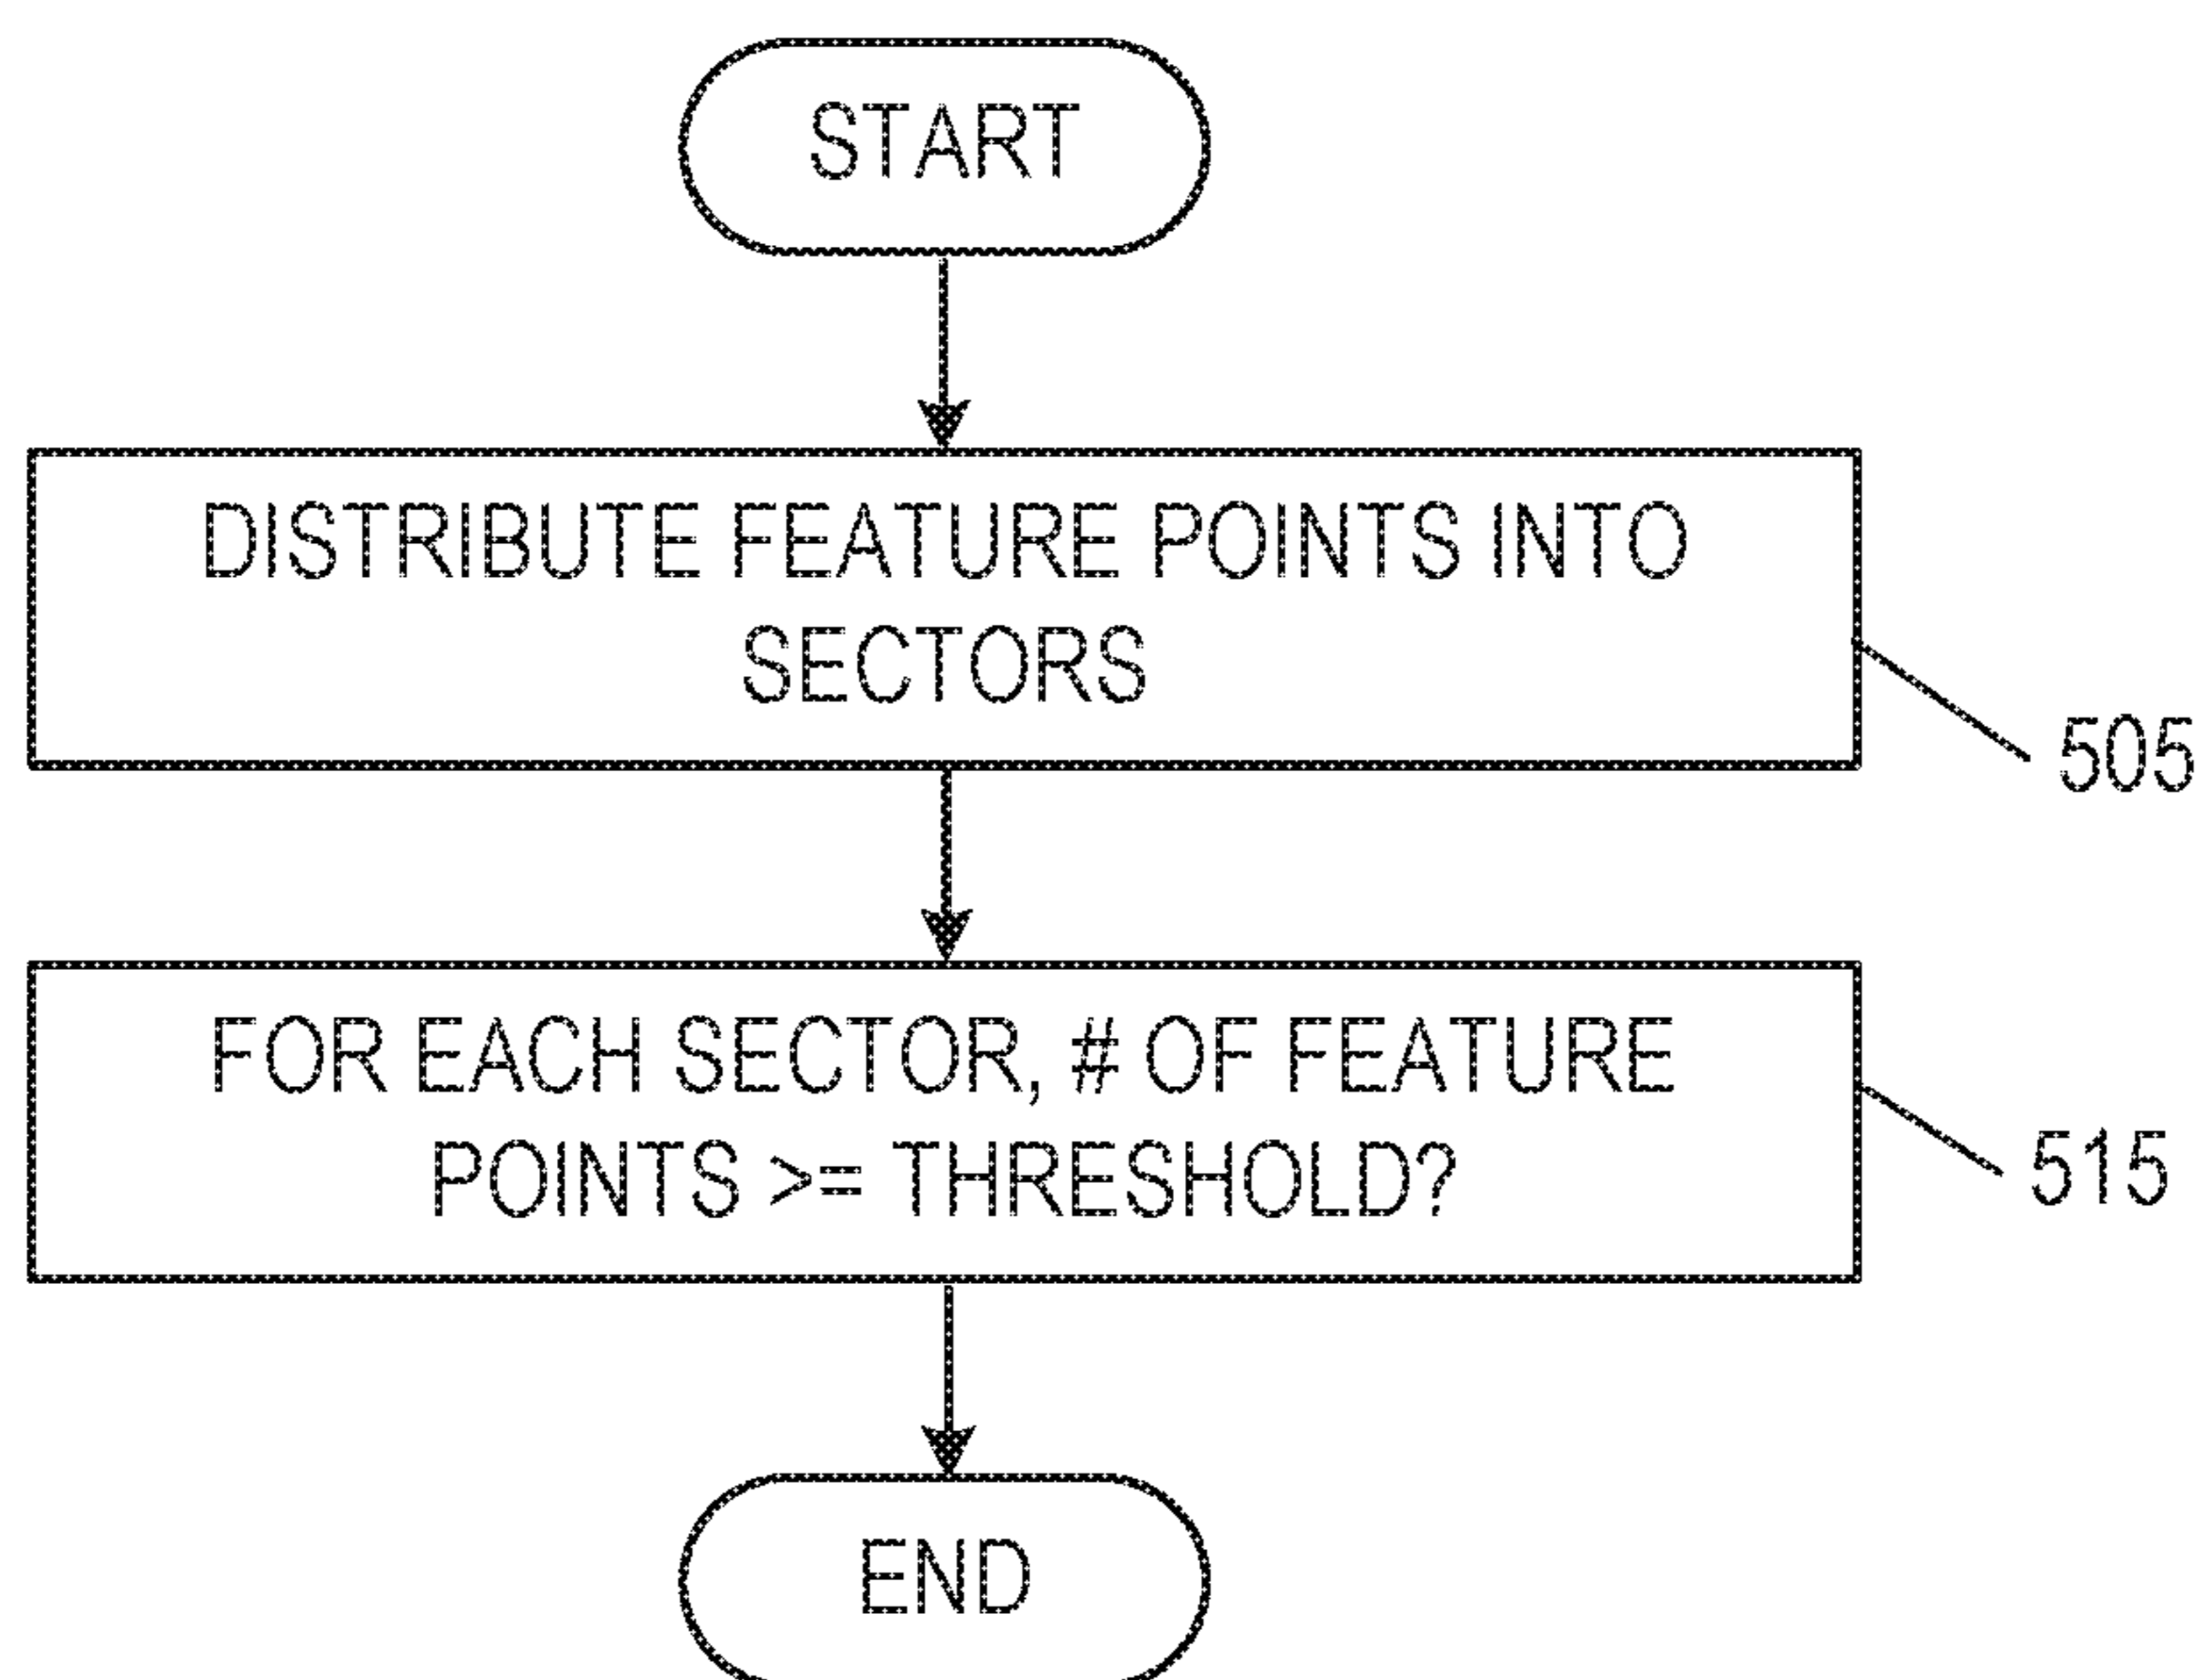 START
DISTRIBUTE FEATURE POINTS INTO
SECTORS
505
FOR EACH SECTOR, # OF FEATURE
POINTS >= THRESHOLD?
515
END